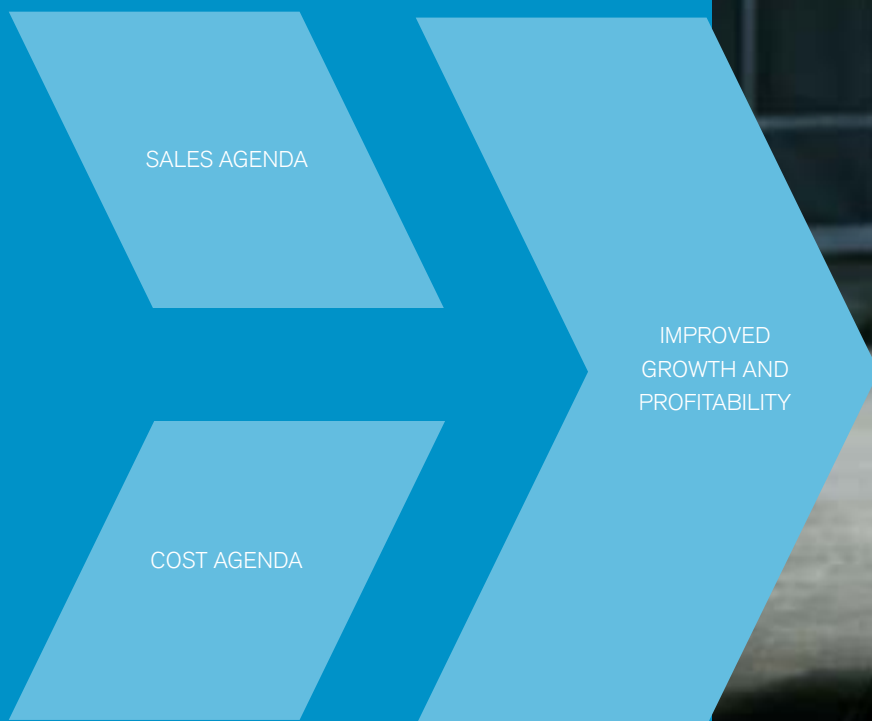 SALES AGENDA
IMPROVED
GROWTH AND
PROFITABILITY
COST AGENDA